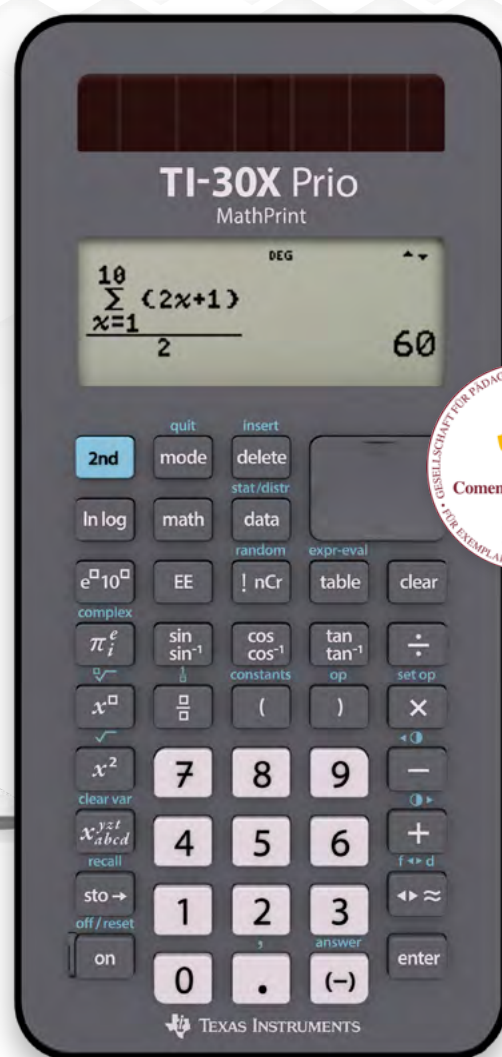 TI-30X Prio
MathPrint
DEG
10
Σ (2x+1)
x=1
2
60
quit insert
2nd mode delete
stat/distr
ln log math data
random expr-eval
e□ 10□ EE ! nCr table clear
complex
π e i sin sin⁻¹ cos cos⁻¹ tan tan⁻¹ ÷
□√ constants op set op
x□ □/□ ( ) ×
√
x² 7 8 9 −
clear var
x yzt abcd 4 5 6 +
recall f ◂▸ d
sto → 1 2 3 ◂▸ ≈
off/reset , answer
on 0 . (−) enter
TEXAS INSTRUMENTS
GESELLSCHAFT FÜR
FÜR